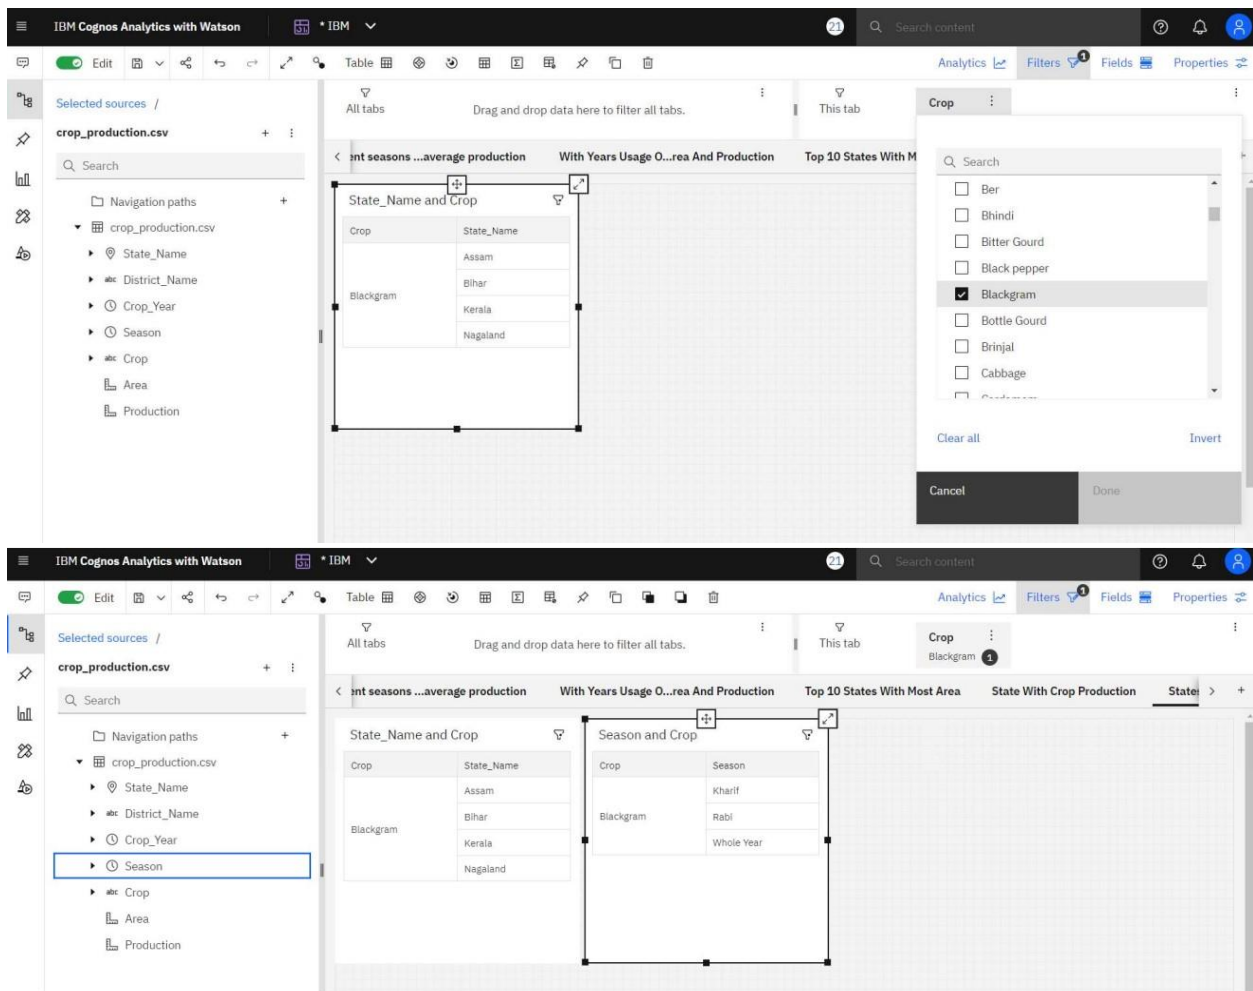 IBM Cognos Analytics with Watson
* IBM
21
Search content
Edit
Table
Analytics
Filters
1
Fields
Properties
Selected sources /
All tabs
Drag and drop data here to filter all tabs.
This tab
Crop
crop_production.csv
ent seasons ...average production
With Years Usage O...rea And Production
Top 10 States With M
Search
Search
Navigation paths
crop_production.csv
State_Name
District_Name
Crop_Year
Season
Crop
Area
Production
State_Name and Crop
Crop State_Name
Blackgram
Assam
Bihar
Kerala
Nagaland
Ber
Bhindi
Bitter Gourd
Black pepper
Blackgram
Bottle Gourd
Brinjal
Cabbage
Clear all
Invert
Cancel
Done
IBM Cognos Analytics with Watson
* IBM
21
Search content
Edit
Table
Analytics
Filters
1
Fields
Properties
Selected sources /
All tabs
Drag and drop data here to filter all tabs.
This tab
Crop
Blackgram 1
crop_production.csv
ent seasons ...average production
With Years Usage O...rea And Production
Top 10 States With Most Area
State With Crop Production
States
Search
Navigation paths
crop_production.csv
State_Name
District_Name
Crop_Year
Season
Crop
Area
Production
State_Name and Crop
Crop State_Name
Blackgram
Assam
Bihar
Kerala
Nagaland
Season and Crop
Crop Season
Blackgram
Kharif
Rabi
Whole Year